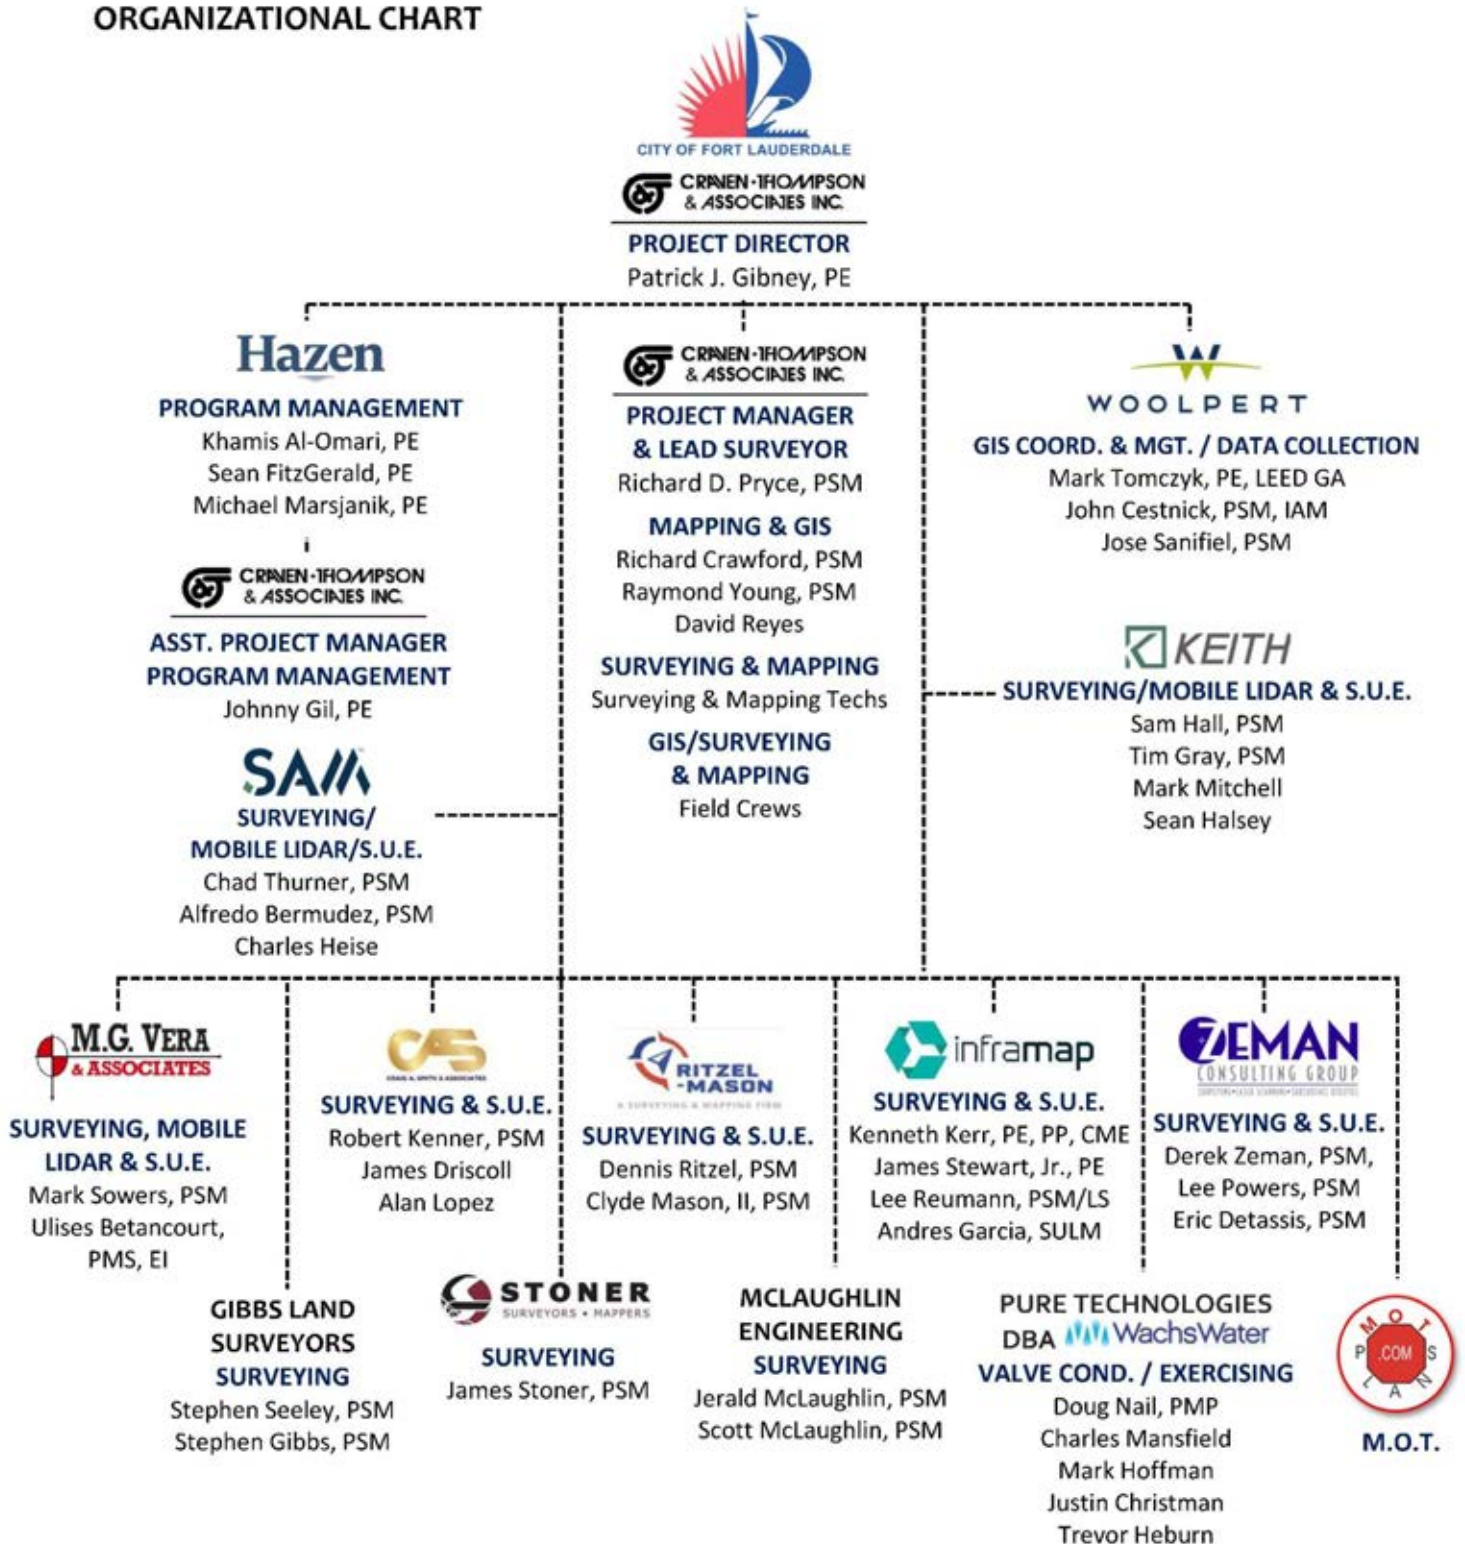 ORGANIZATIONAL CHART
CITY OF FORT LAUDERDALE
CRAVEN·THOMPSON
& ASSOCIATES INC.
PROJECT DIRECTOR
Patrick J. Gibney, PE
Hazen
PROGRAM MANAGEMENT
Khamis Al-Omari, PE
Sean FitzGerald, PE
Michael Marsjanik, PE
CRAVEN·THOMPSON
& ASSOCIATES INC.
ASST. PROJECT MANAGER
PROGRAM MANAGEMENT
Johnny Gil, PE
SAM
SURVEYING/
MOBILE LIDAR/S.U.E.
Chad Thurner, PSM
Alfredo Bermudez, PSM
Charles Heise
CRAVEN·THOMPSON
& ASSOCIATES INC.
PROJECT MANAGER
& LEAD SURVEYOR
Richard D. Pryce, PSM
MAPPING & GIS
Richard Crawford, PSM
Raymond Young, PSM
David Reyes
SURVEYING & MAPPING
Surveying & Mapping Techs
GIS/SURVEYING
& MAPPING
Field Crews
WOOLPERT
GIS COORD. & MGT. / DATA COLLECTION
Mark Tomczyk, PE, LEED GA
John Cestnick, PSM, IAM
Jose Sanifiel, PSM
KEITH
SURVEYING/MOBILE LIDAR & S.U.E.
Sam Hall, PSM
Tim Gray, PSM
Mark Mitchell
Sean Halsey
M.G. VERA
& ASSOCIATES
SURVEYING, MOBILE
LIDAR & S.U.E.
Mark Sowers, PSM
Ulises Betancourt,
PMS, EI
CAS
CRAIG A. SMITH & ASSOCIATES
SURVEYING & S.U.E.
Robert Kenner, PSM
James Driscoll
Alan Lopez
RITZEL
-MASON
A SURVEYING & MAPPING FIRM
SURVEYING & S.U.E.
Dennis Ritzel, PSM
Clyde Mason, II, PSM
inframap
SURVEYING & S.U.E.
Kenneth Kerr, PE, PP, CME
James Stewart, Jr., PE
Lee Reumann, PSM/LS
Andres Garcia, SULM
ZEMAN
CONSULTING GROUP
SURVEYING & S.U.E.
Derek Zeman, PSM,
Lee Powers, PSM
Eric Detassis, PSM
GIBBS LAND
SURVEYORS
SURVEYING
Stephen Seeley, PSM
Stephen Gibbs, PSM
STONER
SURVEYORS • MAPPERS
SURVEYING
James Stoner, PSM
MCLAUGHLIN
ENGINEERING
SURVEYING
Jerald McLaughlin, PSM
Scott McLaughlin, PSM
PURE TECHNOLOGIES
DBA WachsWater
VALVE COND. / EXERCISING
Doug Nail, PMP
Charles Mansfield
Mark Hoffman
Justin Christman
Trevor Heburn
MOT
PLANS
.COM
M.O.T.